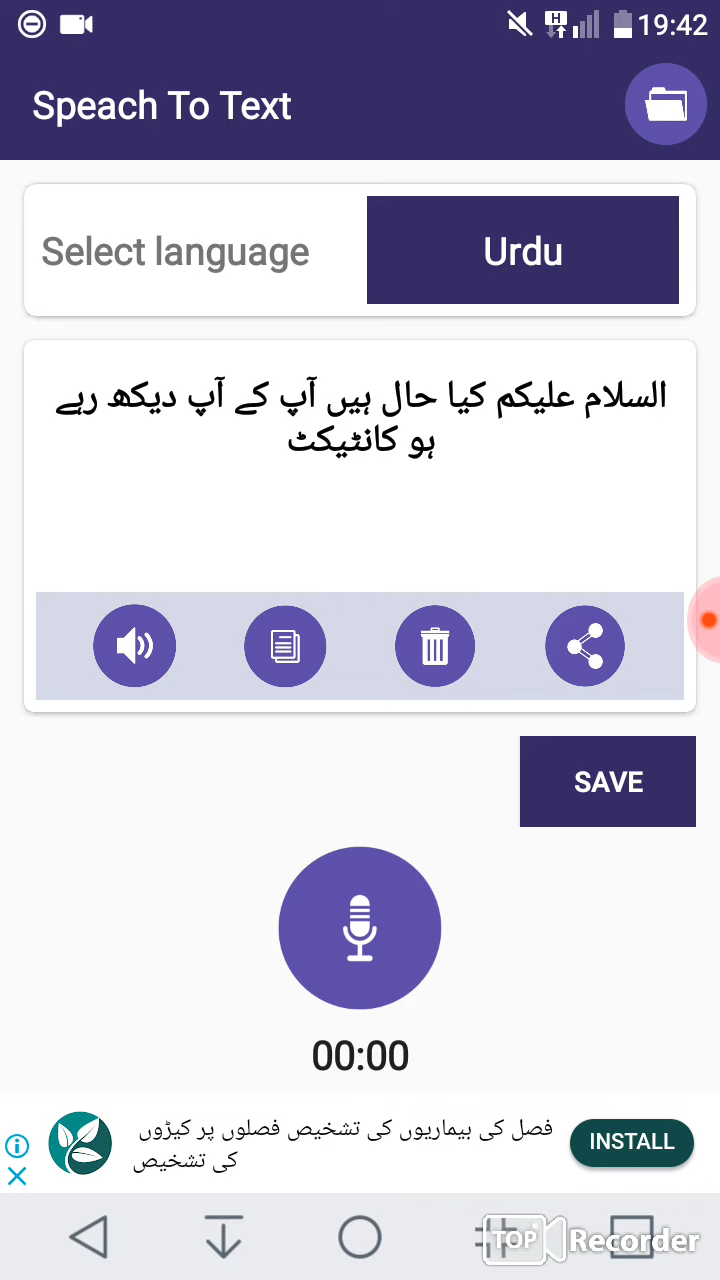 19:42
Speach To Text
Select language
Urdu
السلام علیکم کیا حال ہیں آپ کے آپ دیکھ رہے
ہو کانٹیکٹ
SAVE
00:00
فصل کی بیماریوں کی تشخیص فصلوں پر کیڑوں
کی تشخیص
INSTALL
TOP Recorder